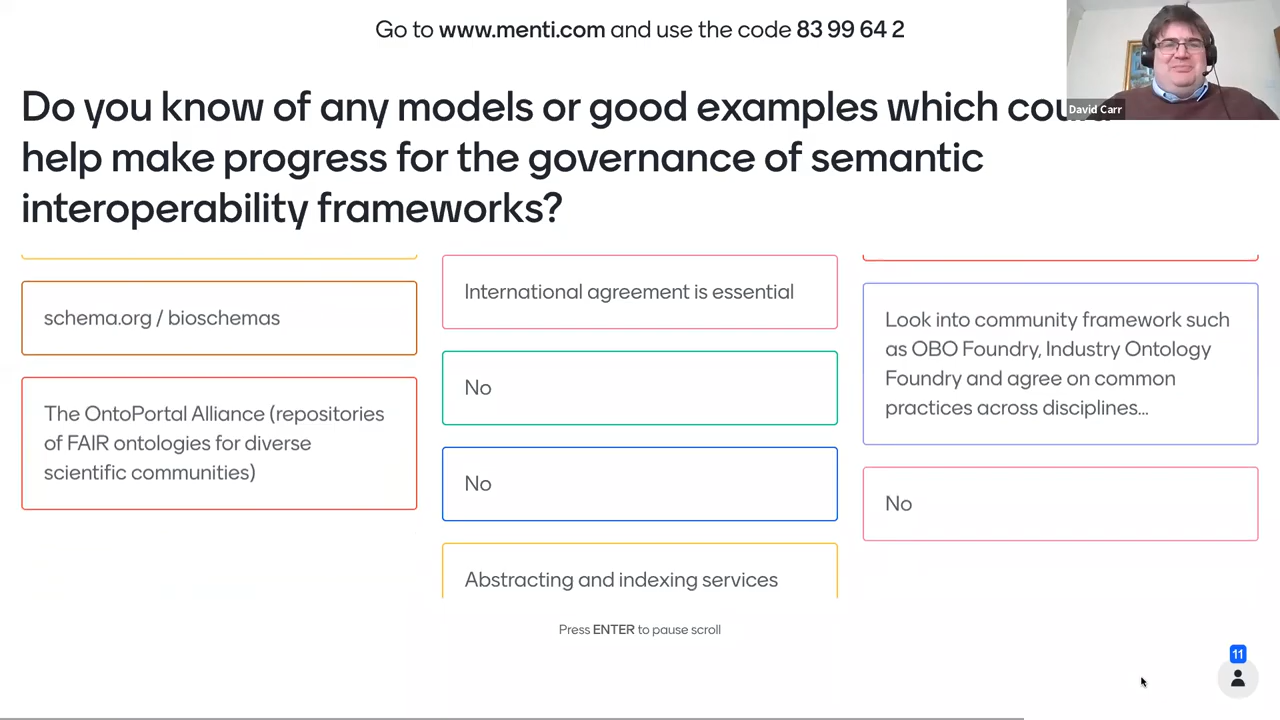 Go to www.menti.com and use the code 83 99 64 2
David Carr
Do you know of any models or good examples which could
help make progress for the governance of semantic
interoperability frameworks?
schema.org / bioschemas
The OntoPortal Alliance (repositories
of FAIR ontologies for diverse
scientific communities)
International agreement is essential
No
No
Abstracting and indexing services
Look into community framework such
as OBO Foundry, Industry Ontology
Foundry and agree on common
practices across disciplines...
No
Press ENTER to pause scroll
11